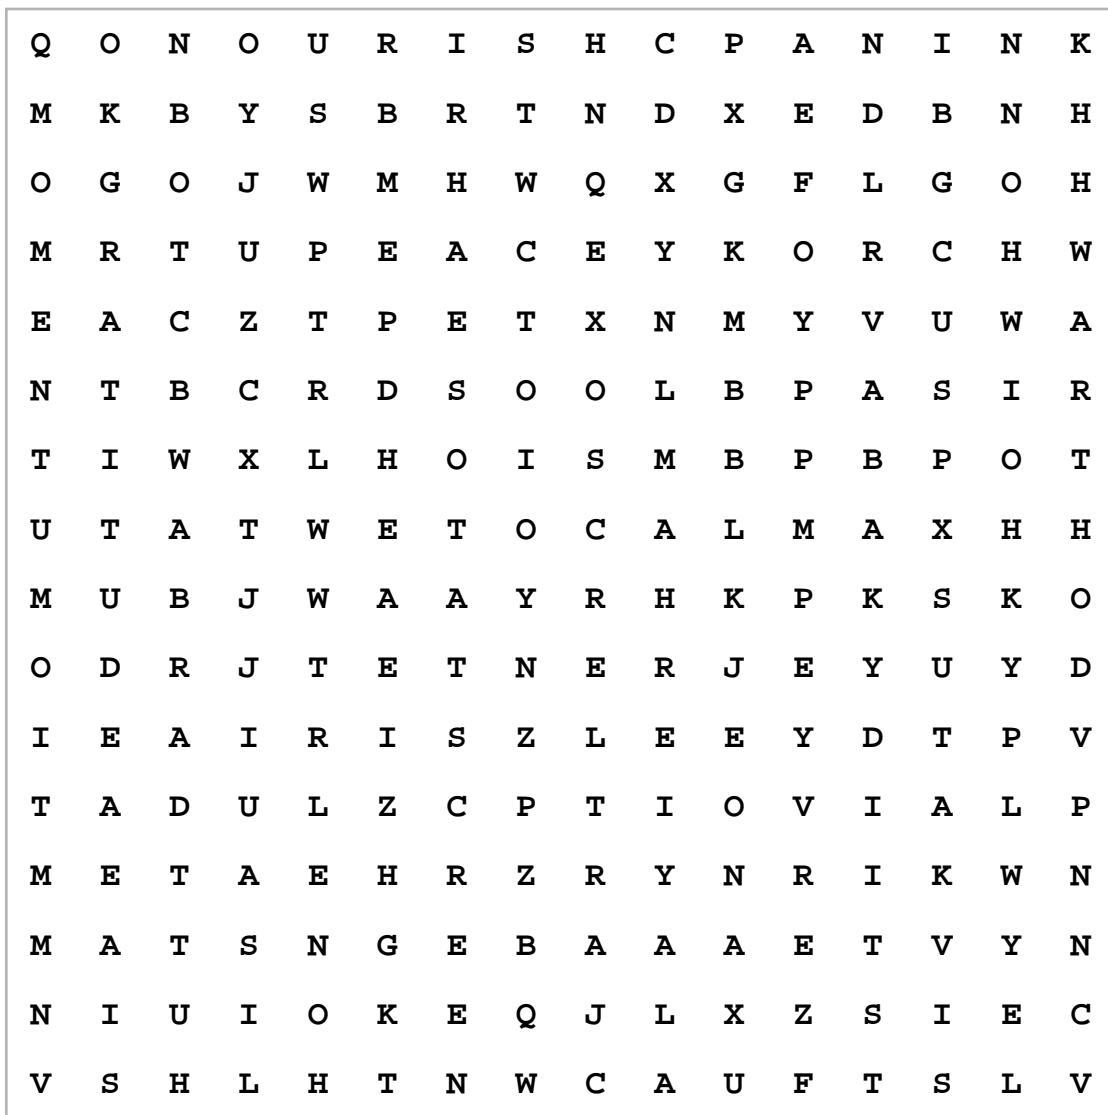 Q O N O U R I S H C P A N I N K
M K B Y S B R T N D X E D B N H
O G O J W M H W Q X G F L G O H
M R T U P E A C E Y K O R C H W
E A C Z T P E T X N M Y V U W A
N T B C R D S O O L B P A S I R
T I W X L H O I S M B P B P O T
U T A T W E T O C A L M A X H H
M U B J W A A Y R H K P K S K O
O D R J T E T N E R J E Y U Y D
I E A I R I S Z L E E Y D T P V
T A D U L Z C P T I O V I A L P
M E T A E H R Z R Y N R I K W N
M A T S N G E B A A A E T V Y N
N I U I O K E Q J L X Z S I E C
V S H L H T N W C A U F T S L V